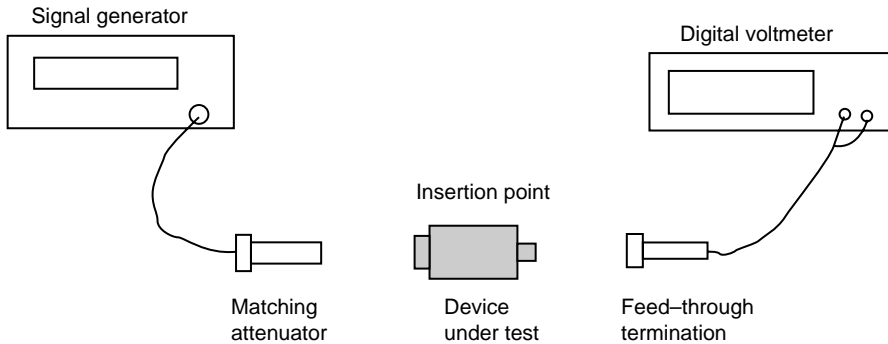 Signal generator
Digital voltmeter
Insertion point
Matching
attenuator
Device
under test
Feed–through
termination